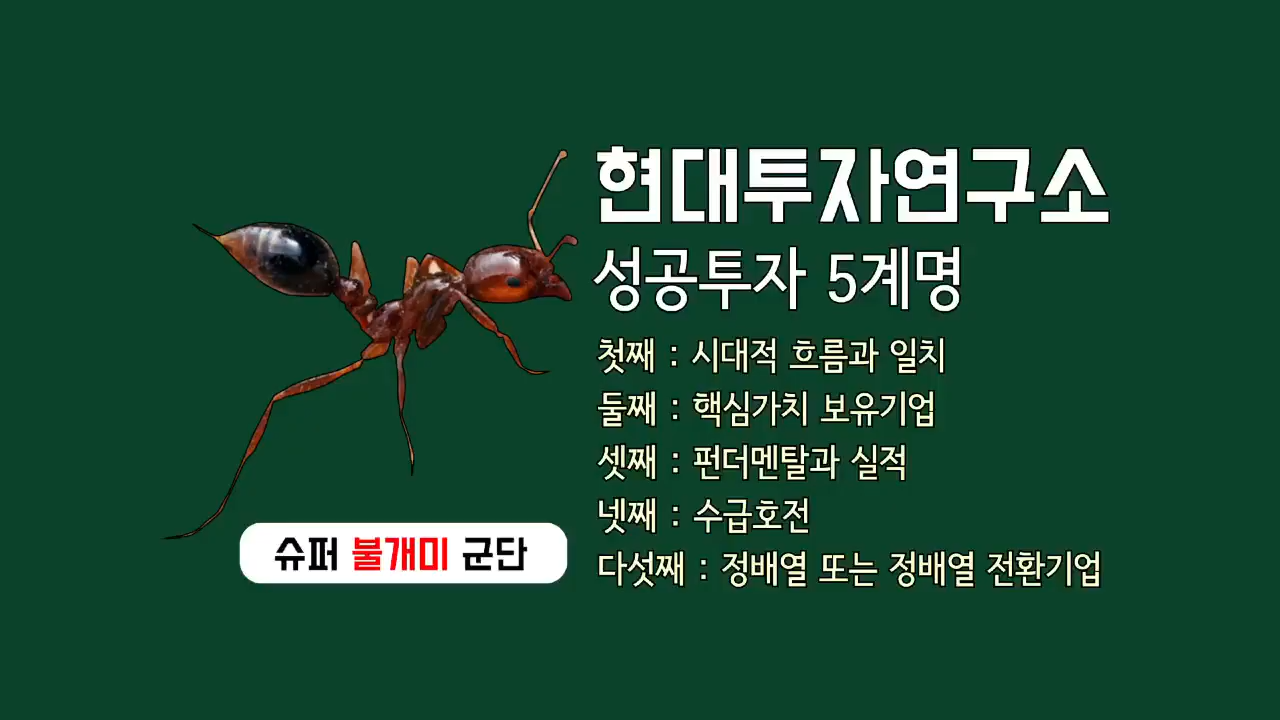 현대투자연구소
성공투자 5계명
첫째 : 시대적 흐름과 일치
둘째 : 핵심가치 보유기업
셋째 : 펀더멘탈과 실적
넷째 : 수급호전
다섯째 : 정배열 또는 정배열 전환기업
슈퍼 불개미 군단